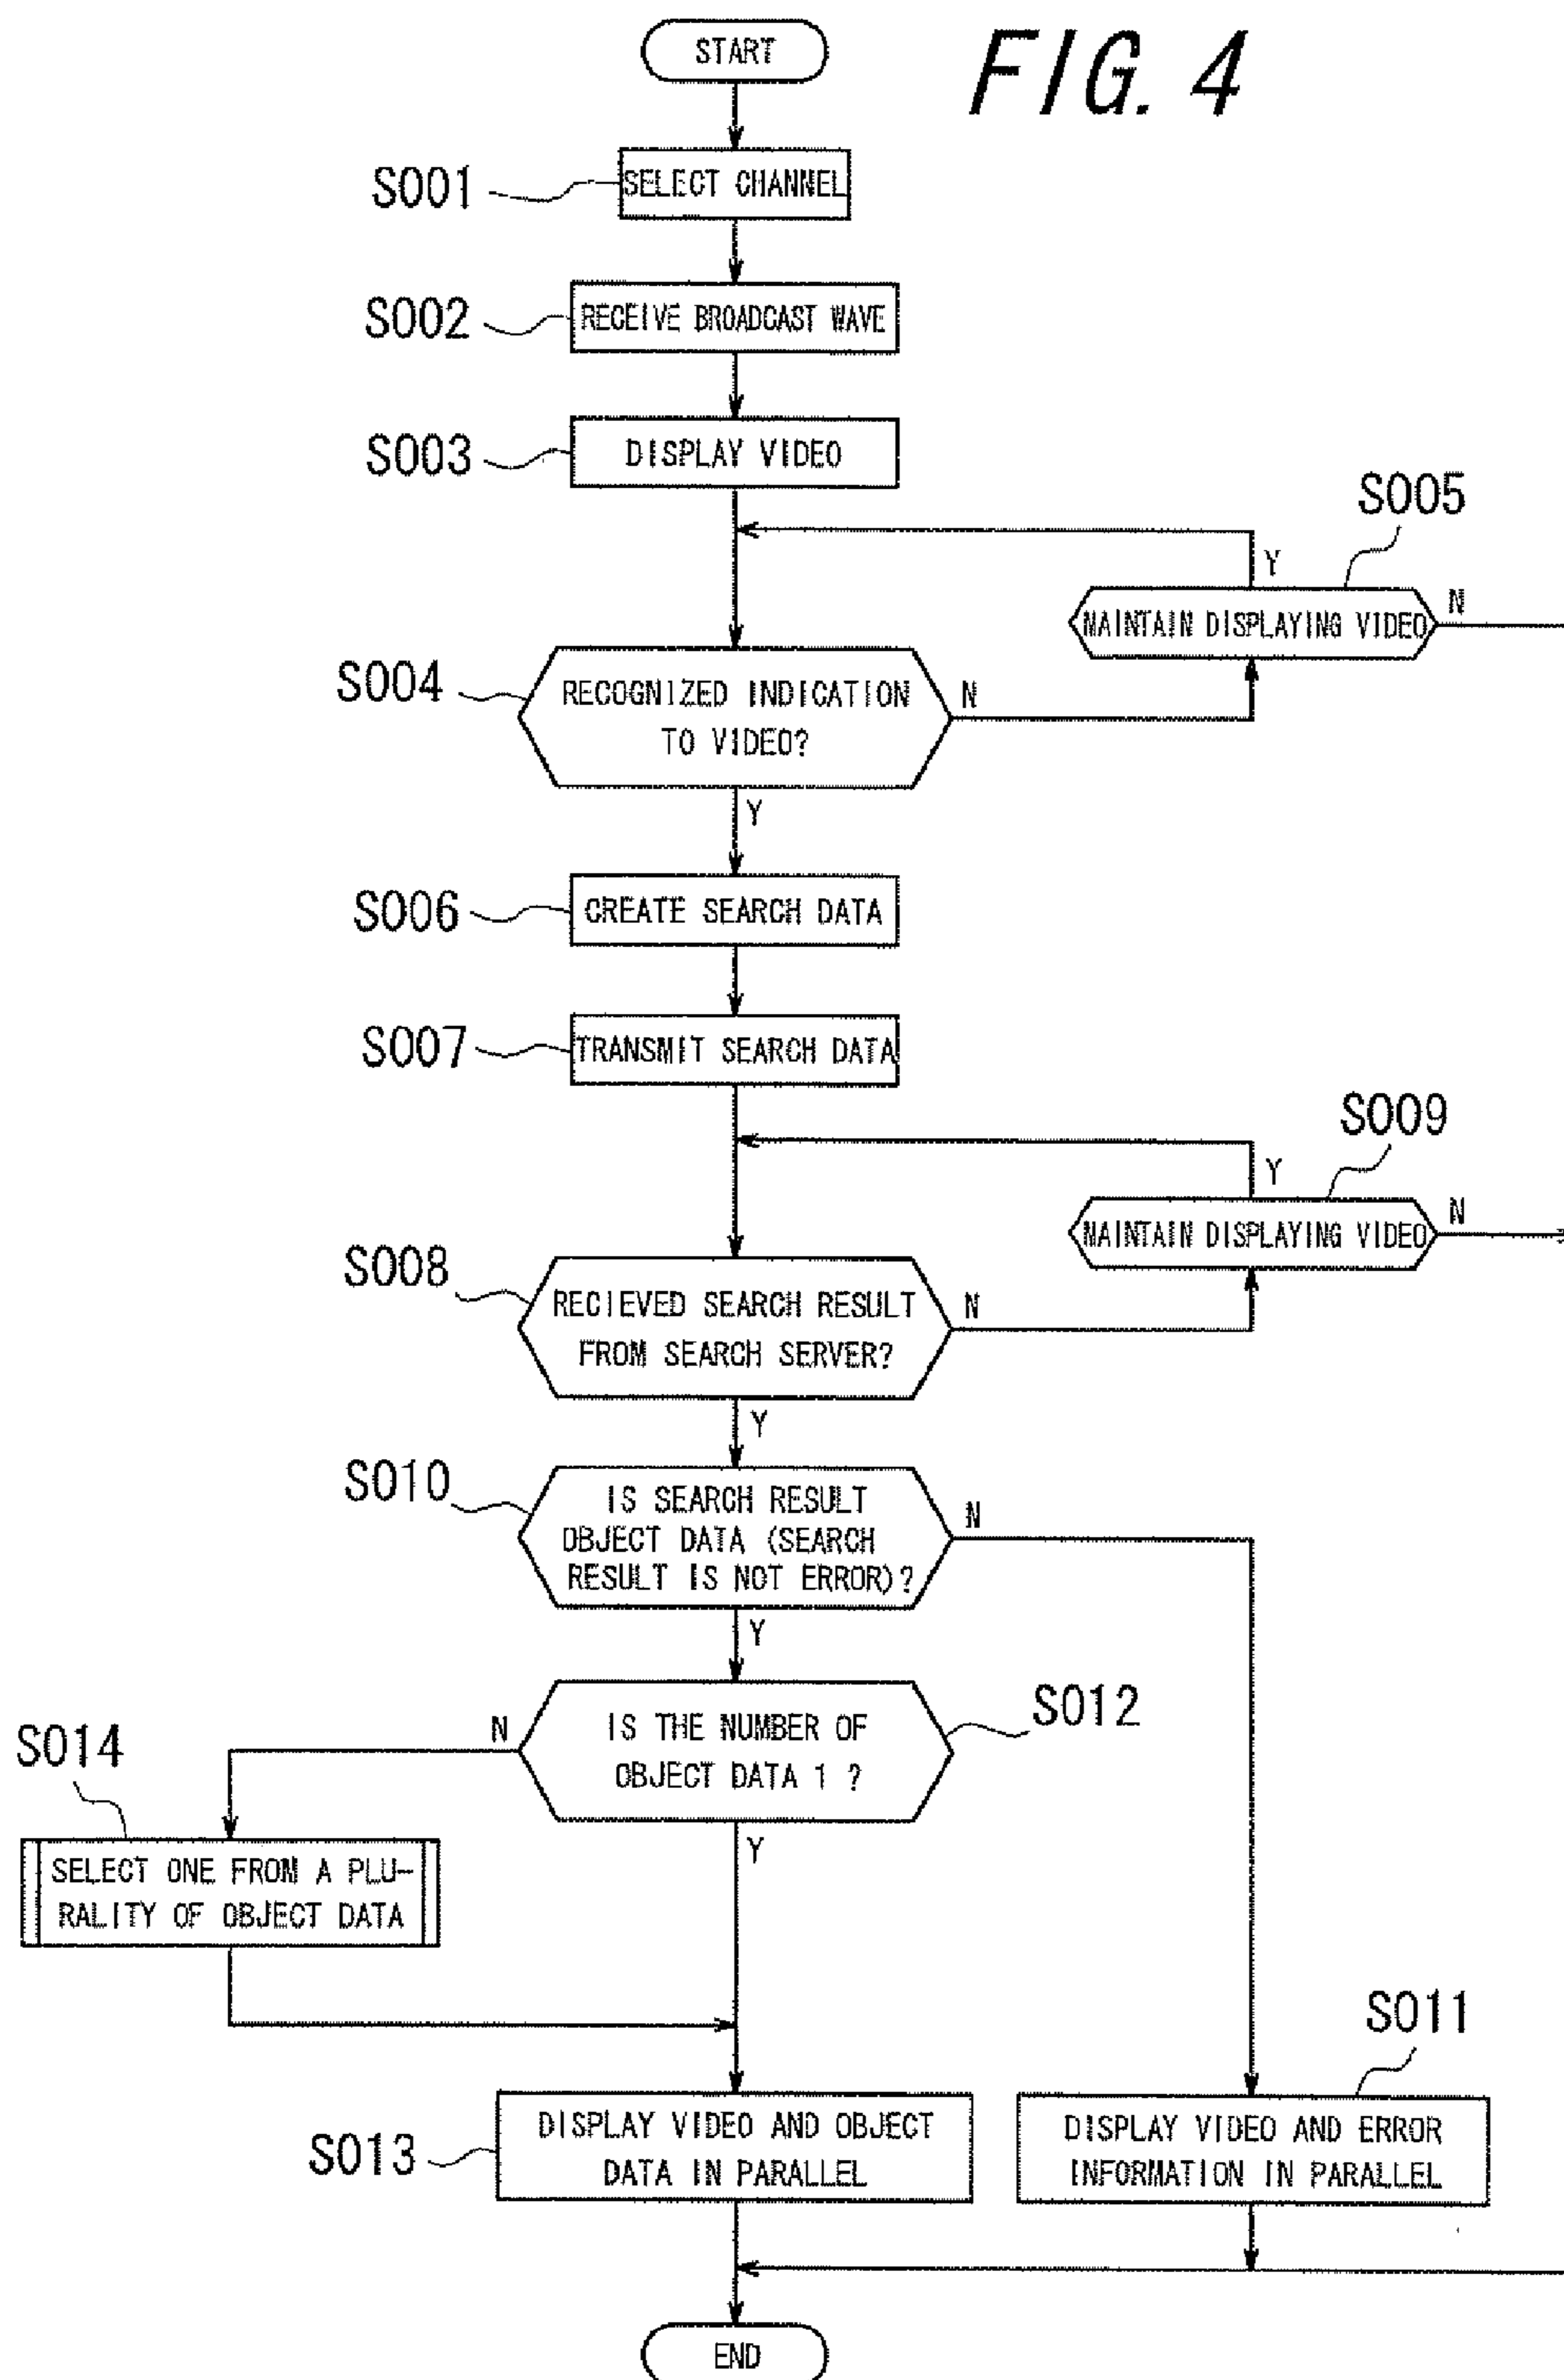 START
FIG. 4
S001
SELECT CHANNEL
S002
RECEIVE BROADCAST WAVE
S003
DISPLAY VIDEO
S005
Y
MAINTAIN DISPLAYING VIDEO
N
S004
RECOGNIZED INDICATION
TO VIDEO?
N
Y
S006
CREATE SEARCH DATA
S007
TRANSMIT SEARCH DATA
S009
Y
MAINTAIN DISPLAYING VIDEO
N
S008
RECIEVED SEARCH RESULT
FROM SEARCH SERVER?
N
Y
S010
IS SEARCH RESULT
OBJECT DATA (SEARCH
RESULT IS NOT ERROR)?
N
Y
S012
IS THE NUMBER OF
OBJECT DATA 1 ?
N
Y
S014
SELECT ONE FROM A PLU-
RALITY OF OBJECT DATA
S011
S013
DISPLAY VIDEO AND OBJECT
DATA IN PARALLEL
DISPLAY VIDEO AND ERROR
INFORMATION IN PARALLEL
END